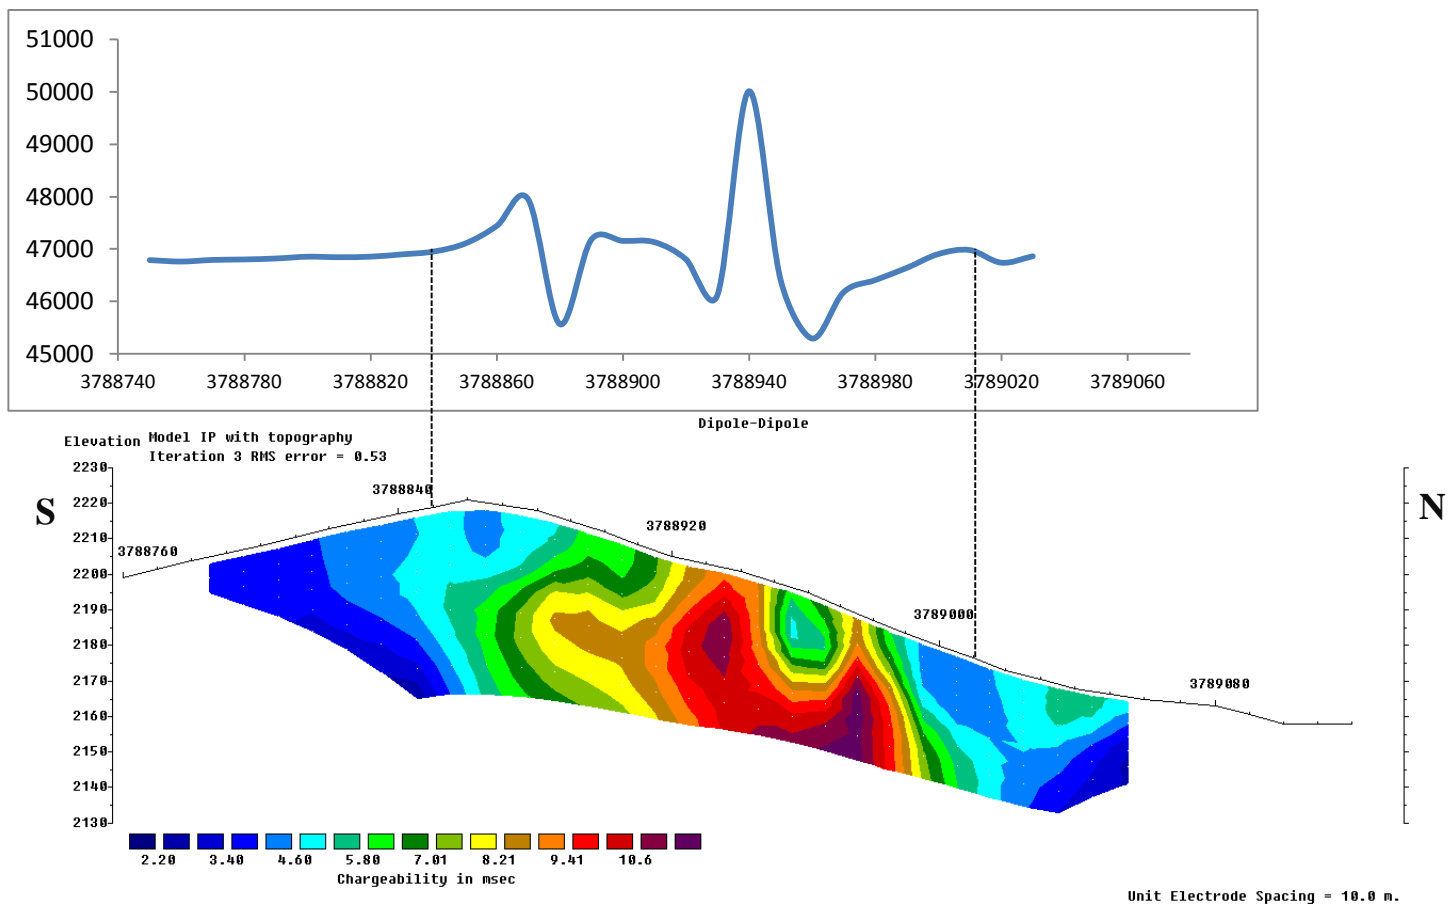 51000
50000
49000
48000
47000
46000
45000
3788740 3788780 3788820 3788860 3788900 3788940 3788980 3789020 3789060
Dipole-Dipole
Elevation Model IP with topography
Iteration 3 RMS error = 0.53
2230
2220
2210
2200
2190
2180
2170
2160
2150
2140
2130
S
N
3788760
3788840
3788920
3789000
3789080
2.20 3.40 4.60 5.80 7.01 8.21 9.41 10.6
Chargeability in msec
Unit Electrode Spacing = 10.0 m.